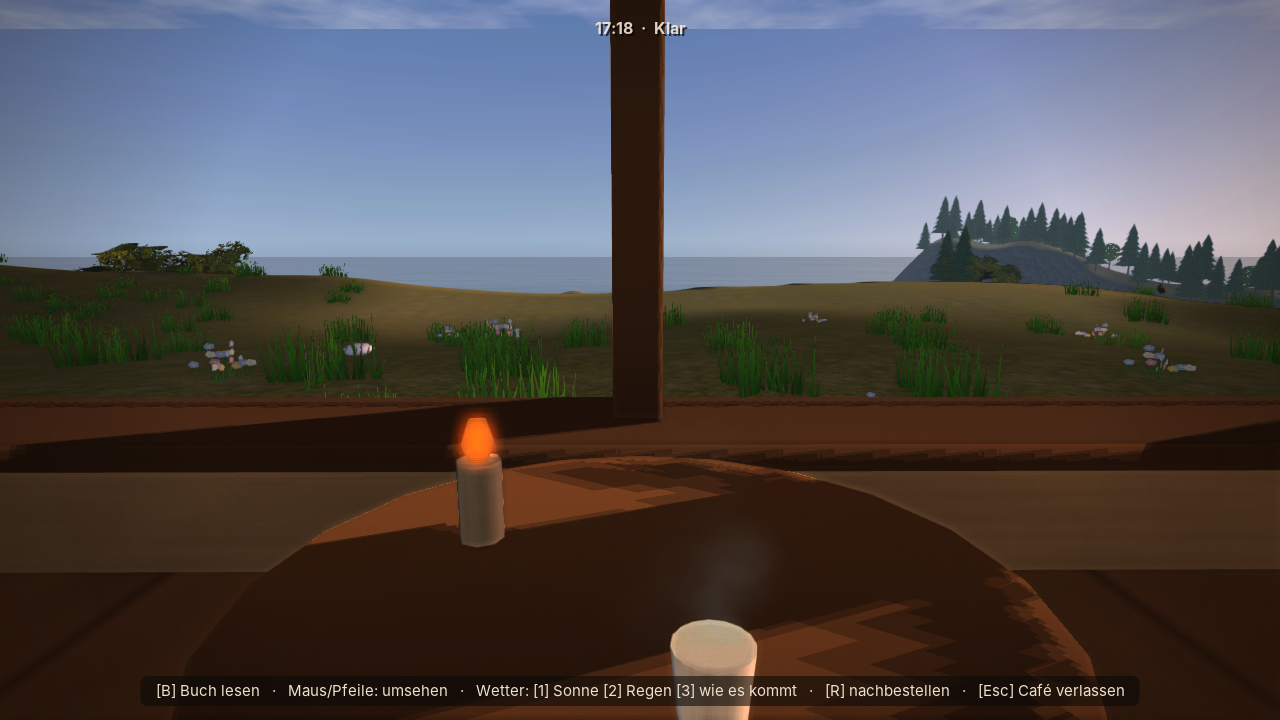 17:18 · Klar
[B] Buch lesen · Maus/Pfeile: umsehen · Wetter: [1] Sonne [2] Regen [3] wie es kommt · [R] nachbestellen · [Esc] Café verlassen